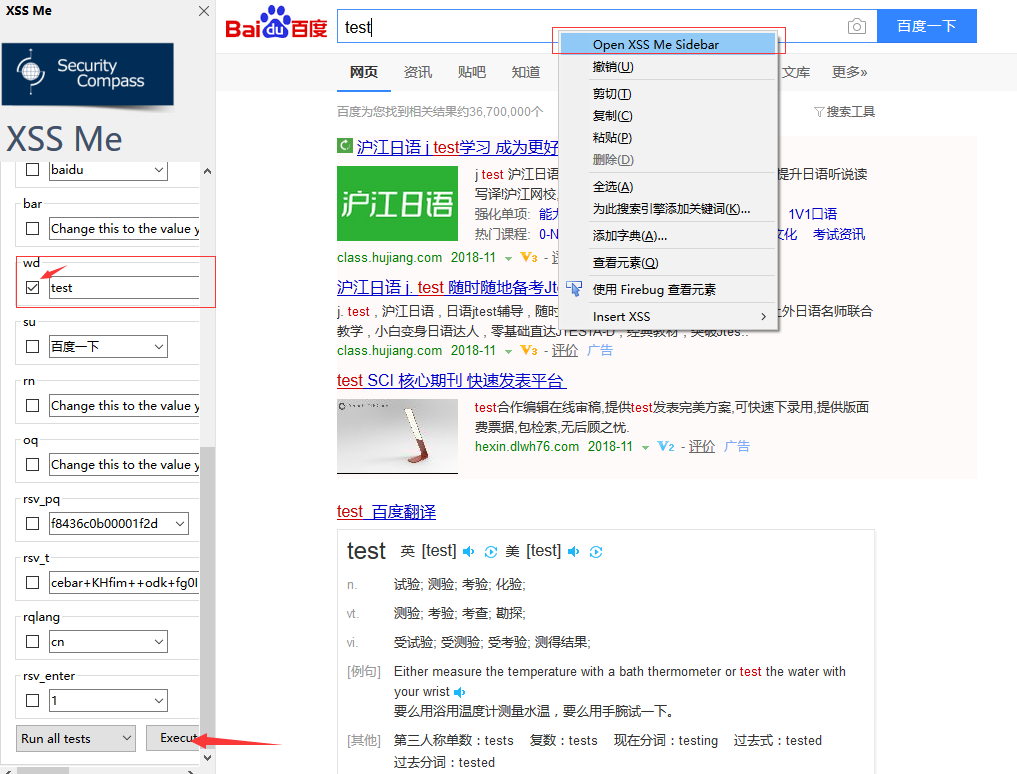 XSS Me
Security
Compass
XSS Me
baidu
bar
Change this to the value y
wd
test
su
百度一下
rn
Change this to the value y
oq
Change this to the value y
rsv_pq
f8436c0b00001f2d
rsv_t
cebar+KHfim++odk+fg0I
rqlang
cn
rsv_enter
1
Run all tests
Execut
Bai du 百度
test
百度一下
网页 资讯 贴吧 知道 文库 更多»
百度为您找到相关结果约36,700,000个
搜索工具
Open XSS Me Sidebar
撤销(U)
剪切(T)
复制(C)
粘贴(P)
删除(D)
全选(A)
为此搜索引擎添加关键词(K)...
添加字典(A)...
查看元素(Q)
使用 Firebug 查看元素
Insert XSS
沪江日语 j test学习 成为更好
沪江日语
j test 沪江日语 提升日语听说读
写译!沪江网校,
强化单项: 能 1V1口语
热门课程: 0-N 文化 考试资讯
class.hujiang.com 2018-11 V3 -
沪江日语 j. test 随时随地备考Jte
j. test，沪江日语，日语jtest辅导，随时 外日语名师联合
教学，小白变身日语达人，零基础直达JTESTA-D，经典教材，突破Jtes..
class.hujiang.com 2018-11 V3 - 评价 广告
test SCI 核心期刊 快速发表平台
test合作编辑在线审稿,提供test发表完美方案,可快速下录用,提供版面
费票据,包检索,无后顾之忧.
hexin.dlwh76.com 2018-11 V2 - 评价 广告
test_百度翻译
test 英 [test] 美 [test]
n. 试验; 测验; 考验; 化验;
vt. 测验; 考验; 考查; 勘探;
vi. 受试验; 受测验; 受考验; 测得结果;
[例句] Either measure the temperature with a bath thermometer or test the water with
your wrist
要么用浴用温度计测量水温，要么用手腕试一下。
[其他] 第三人称单数：tests 复数：tests 现在分词：testing 过去式：tested
过去分词：tested